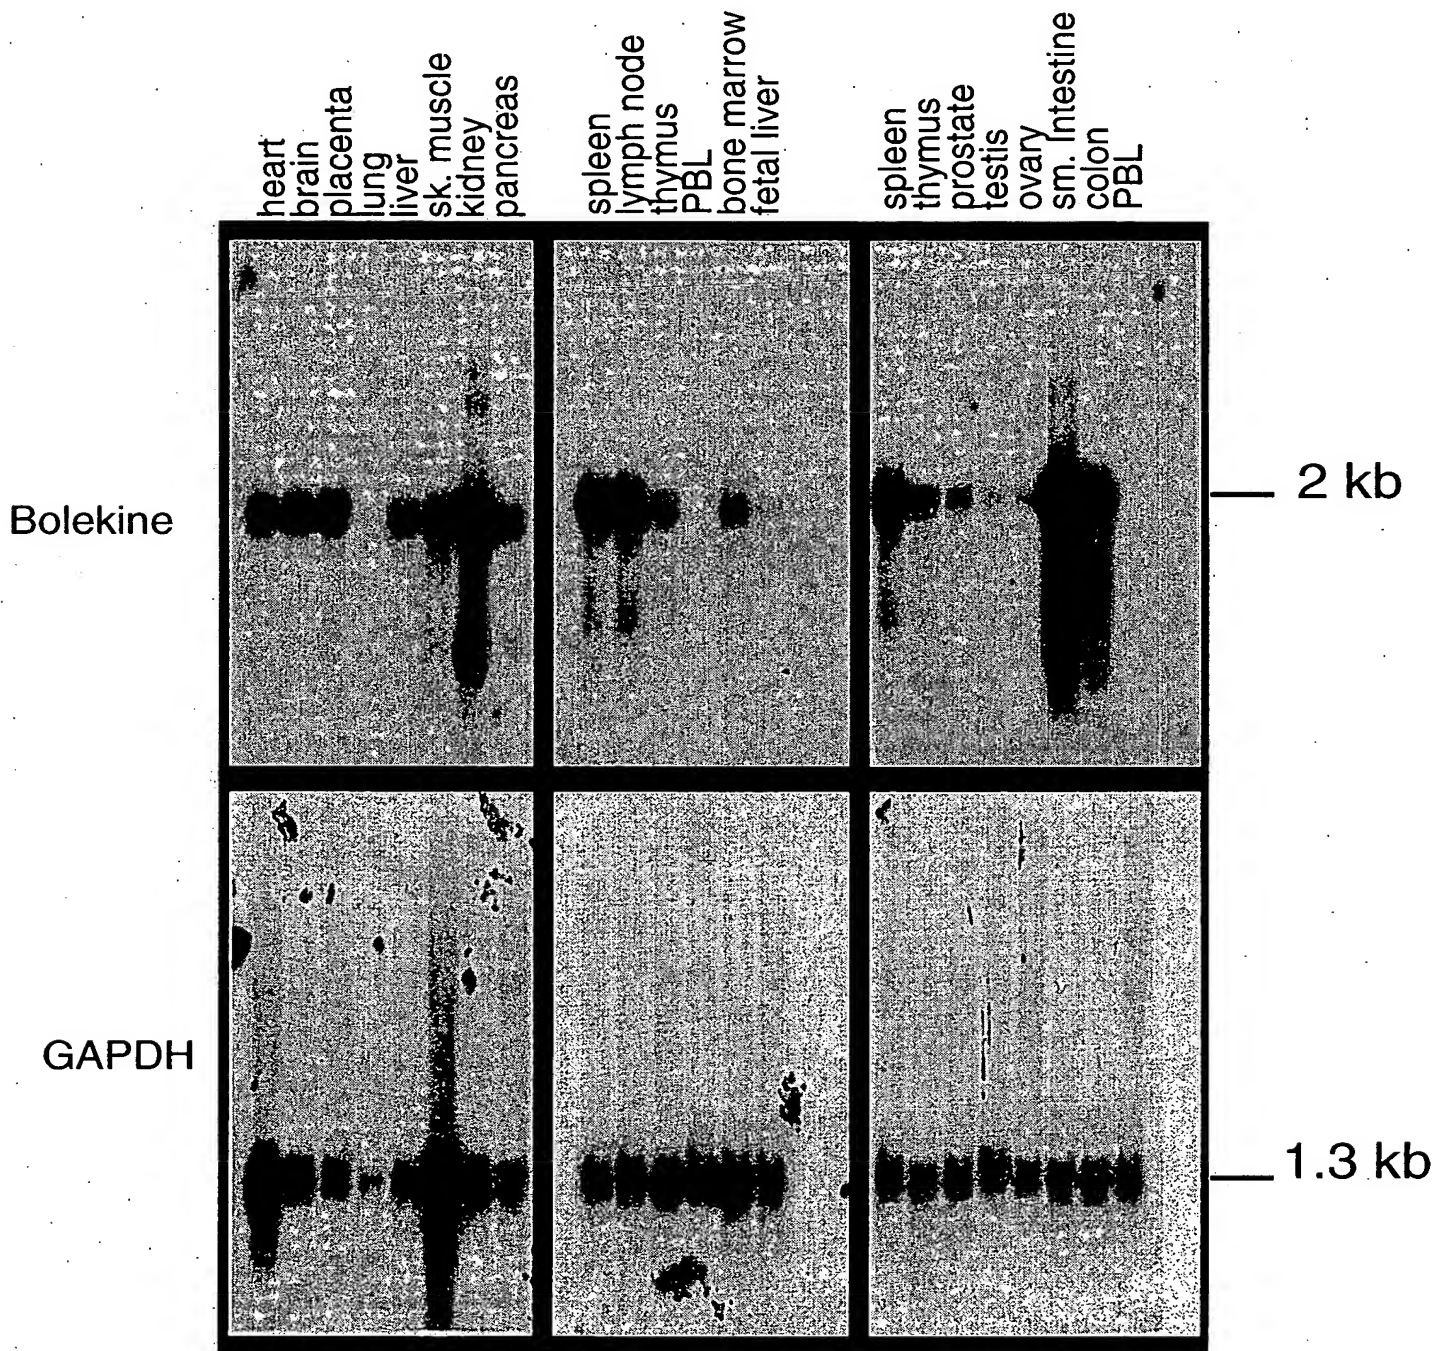 heart
brain
placenta
lung
liver
sk. muscle
kidney
pancreas
spleen
lymph node
thymus
PBL
bone marrow
fetal liver
spleen
thymus
prostate
testis
ovary
sm. Intestine
colon
PBL
Bolekine
2 kb
GAPDH
1.3 kb